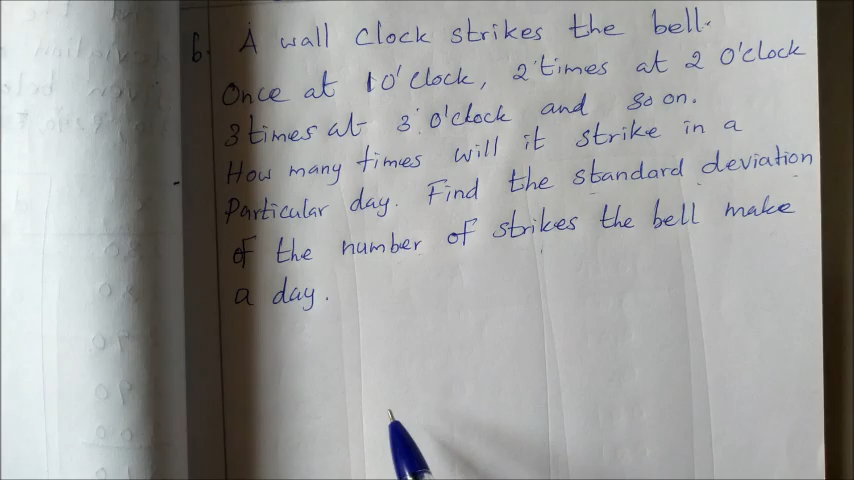 6. A wall clock strikes the bell.
Once at 1 O'clock, 2 times at 2 O'clock
3 times at 3 O'clock and so on.
How many times will it strike in a
Particular day. Find the standard deviation
of the number of strikes the bell make
a day.